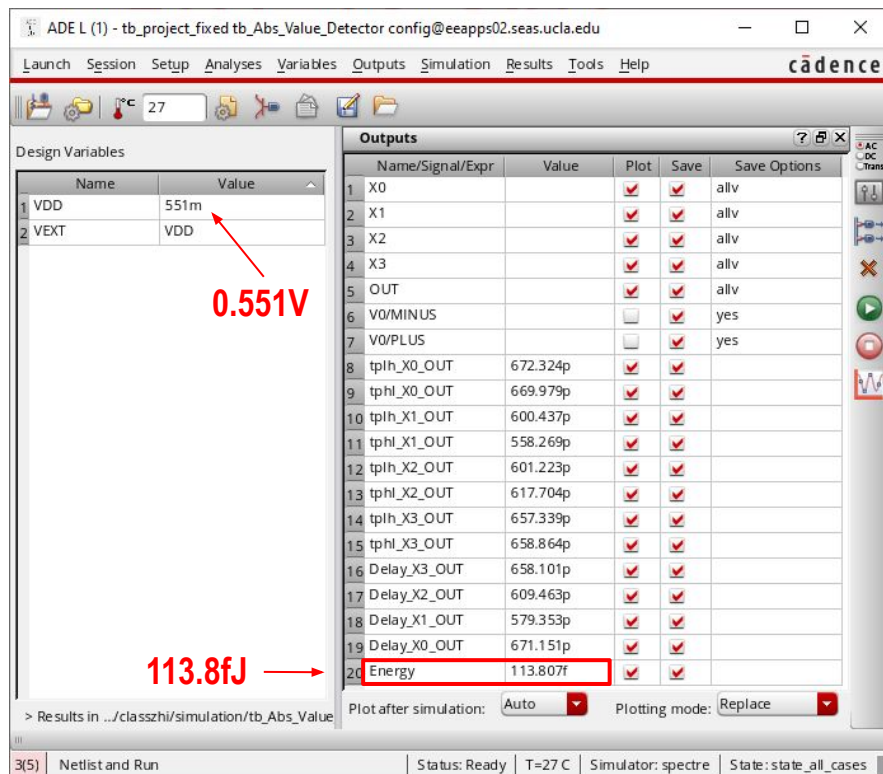 ADE L (1) - tb_project_fixed tb_Abs_Value_Detector config@eeapps02.seas.ucla.edu
Launch Session Setup Analyses Variables Outputs Simulation Results Tools Help cādence
°C 27
Design Variables
Name Value
1 VDD 551m
2 VEXT VDD
0.551V
113.8fJ
> Results in .../classzhi/simulation/tb_Abs_Value
Outputs
Name/Signal/Expr Value Plot Save Save Options
1 X0 allv
2 X1 allv
3 X2 allv
4 X3 allv
5 OUT allv
6 V0/MINUS yes
7 V0/PLUS yes
8 tplh_X0_OUT 672.324p
9 tphl_X0_OUT 669.979p
10 tplh_X1_OUT 600.437p
11 tphl_X1_OUT 558.269p
12 tplh_X2_OUT 601.223p
13 tphl_X2_OUT 617.704p
14 tplh_X3_OUT 657.339p
15 tphl_X3_OUT 658.864p
16 Delay_X3_OUT 658.101p
17 Delay_X2_OUT 609.463p
18 Delay_X1_OUT 579.353p
19 Delay_X0_OUT 671.151p
20 Energy 113.807f
Plot after simulation: Auto Plotting mode: Replace
AC
DC
Trans
3(5) Netlist and Run Status: Ready T=27 C Simulator: spectre State: state_all_cases